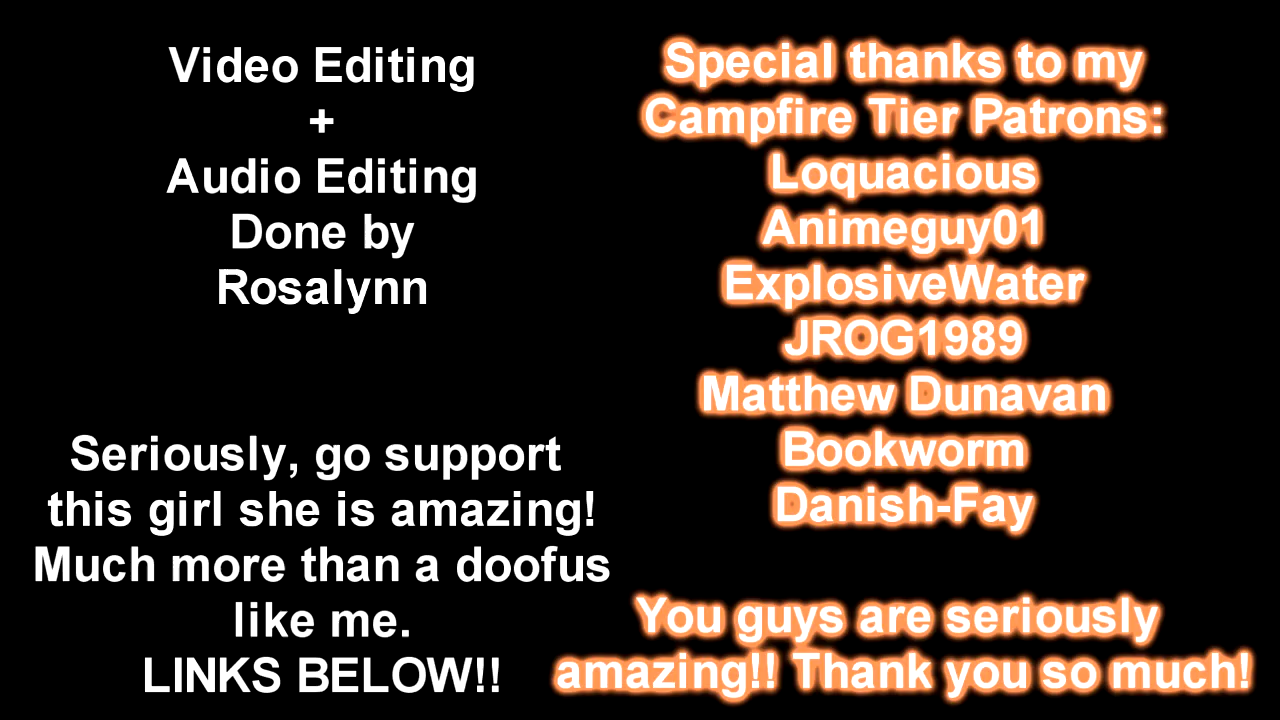 Video Editing
+
Audio Editing
Done by
Rosalynn
Seriously, go support
this girl she is amazing!
Much more than a doofus
like me.
LINKS BELOW!!
Special thanks to my
Campfire Tier Patrons:
Loquacious
Animeguy01
ExplosiveWater
JROG1989
Matthew Dunavan
Bookworm
Danish-Fay
You guys are seriously
amazing!! Thank you so much!